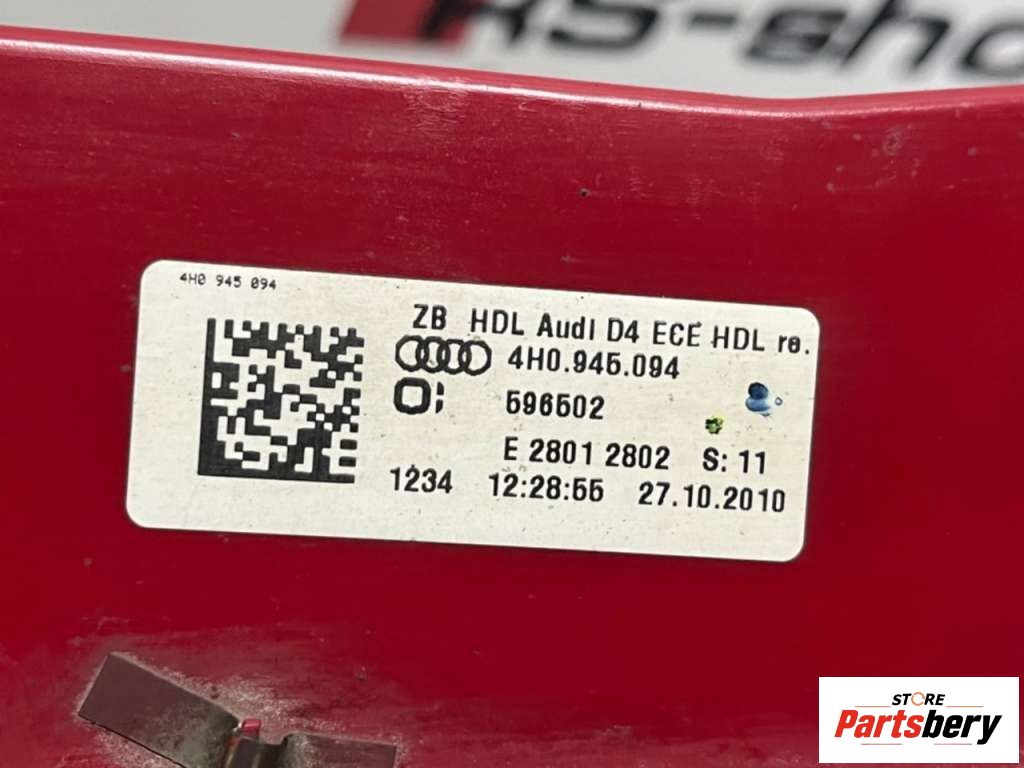 RS-sho
4H0 945 094
ZB HDL Audi D4 ECE HDL re.
4H0.945.094
596502
E 2801 2802 S: 11
1234 12:28:55 27.10.2010
STORE
Partsbery